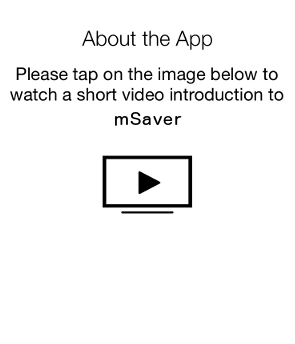 About the App
Please tap on the image below to
watch a short video introduction to
mSaver